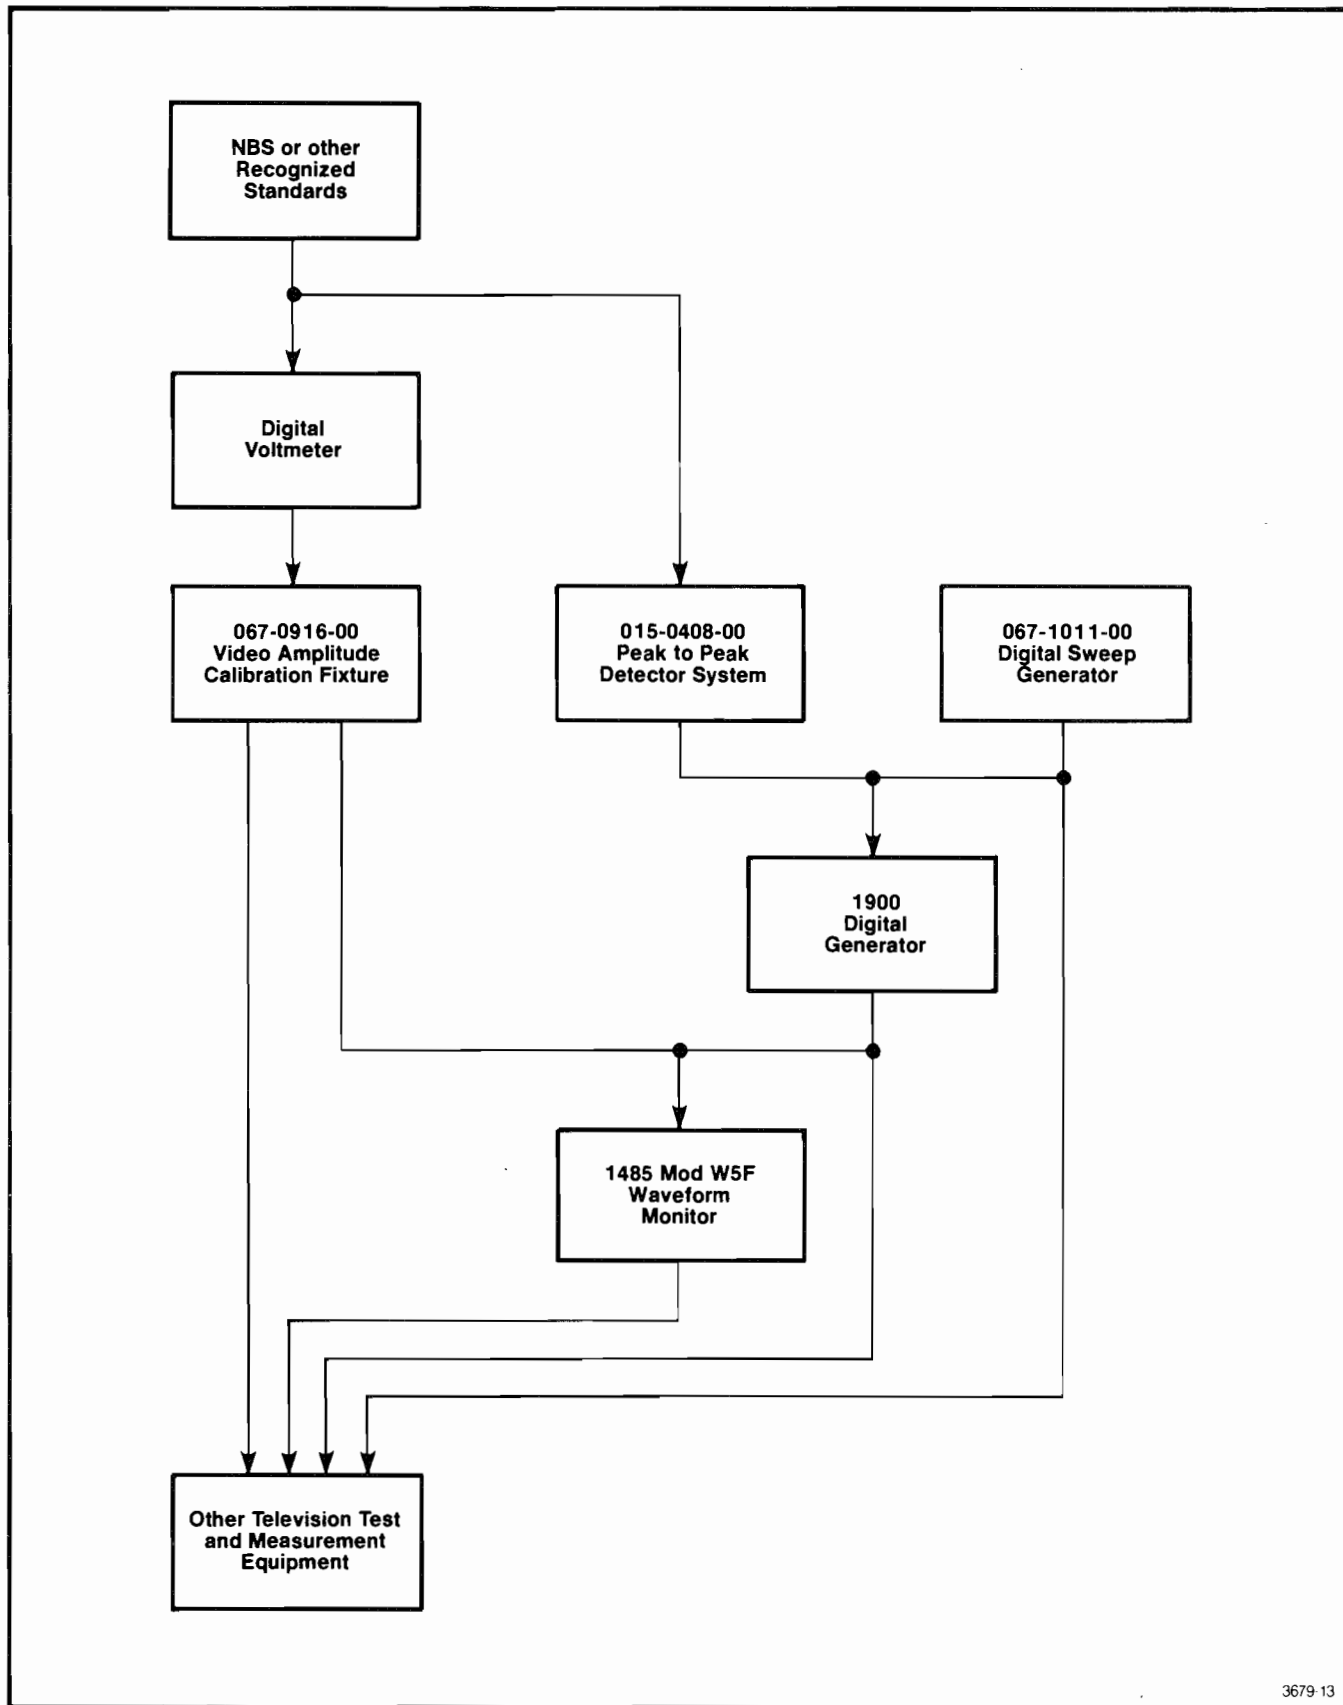 NBS or other
Recognized
Standards
Digital
Voltmeter
067-0916-00
Video Amplitude
Calibration Fixture
015-0408-00
Peak to Peak
Detector System
067-1011-00
Digital Sweep
Generator
1900
Digital
Generator
1485 Mod W5F
Waveform
Monitor
Other Television Test
and Measurement
Equipment
3679-13